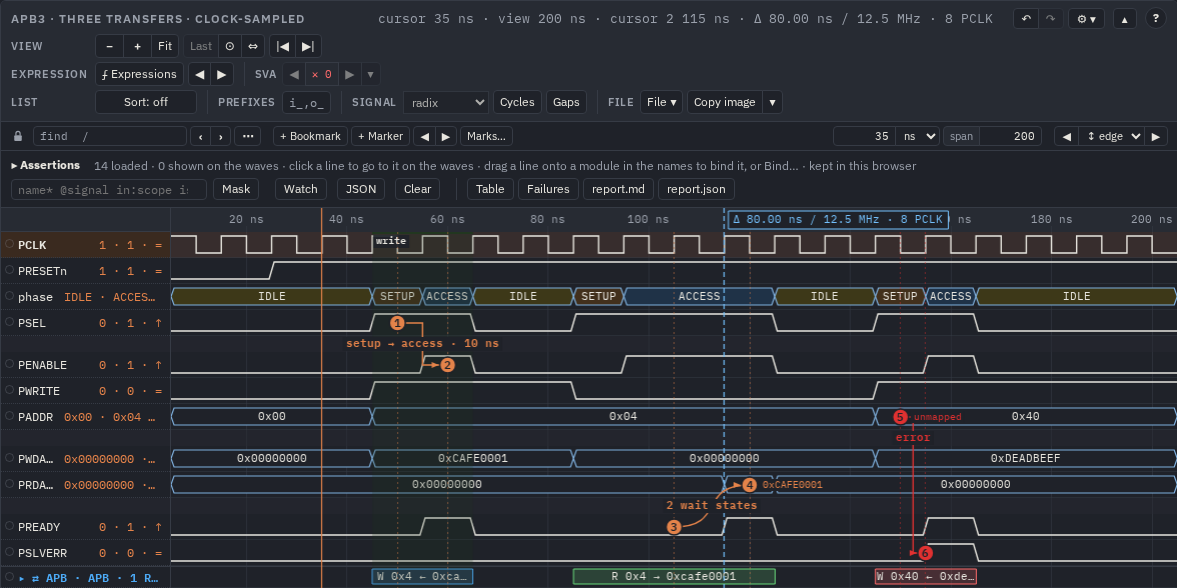 APB3 · THREE TRANSFERS · CLOCK-SAMPLED
cursor 35 ns · view 200 ns · cursor 2 115 ns · Δ 80.00 ns / 12.5 MHz · 8 PCLK
↶ ↷ ⚙ ▾ ▲ ?
VIEW − + Fit Last ⊙ ⇔ |◀ ▶|
EXPRESSION ⨍ Expressions ◀ ▶ SVA ◀ × 0 ▶ ▾
LIST Sort: off PREFIXES i_,o_ SIGNAL radix Cycles Gaps FILE File ▾ Copy image ▾
find / ‹ › ··· + Bookmark + Marker ◀ ▶ Marks... 35 ns span 200 ◀ ↕ edge ▶
▸ Assertions 14 loaded · 0 shown on the waves · click a line to go to it on the waves · drag a line onto a module in the names to bind it, or Bind... · kept in this browser
name* @signal in:scope is Mask Watch JSON Clear Table Failures report.md report.json
20 ns 40 ns 60 ns 80 ns 100 ns Δ 80.00 ns / 12.5 MHz · 8 PCLK ns 180 ns 200 ns
PCLK 1 · 1 · = write
PRESETn 1 · 1 · =
phase IDLE · ACCES… IDLE SETUP ACCESS IDLE SETUP ACCESS IDLE SETUP ACCESS IDLE
PSEL 0 · 1 · ↑ 1
setup → access · 10 ns
PENABLE 0 · 1 · ↑ 2
PWRITE 0 · 0 · =
PADDR 0x00 · 0x04 … 0x00 0x04 5 unmapped 0x40
error
PWDA… 0x00000000 ·… 0x00000000 0xCAFE0001 0x00000000 0xDEADBEEF
PRDA… 0x00000000 ·… 0x00000000 4 0xCAFE0001 0x00000000
2 wait states
PREADY 0 · 1 · ↑ 3
PSLVERR 0 · 0 · = 6
▸ ⇄ APB · APB · 1 R… W 0x4 ← 0xca… R 0x4 → 0xcafe0001 W 0x40 ← 0xde…